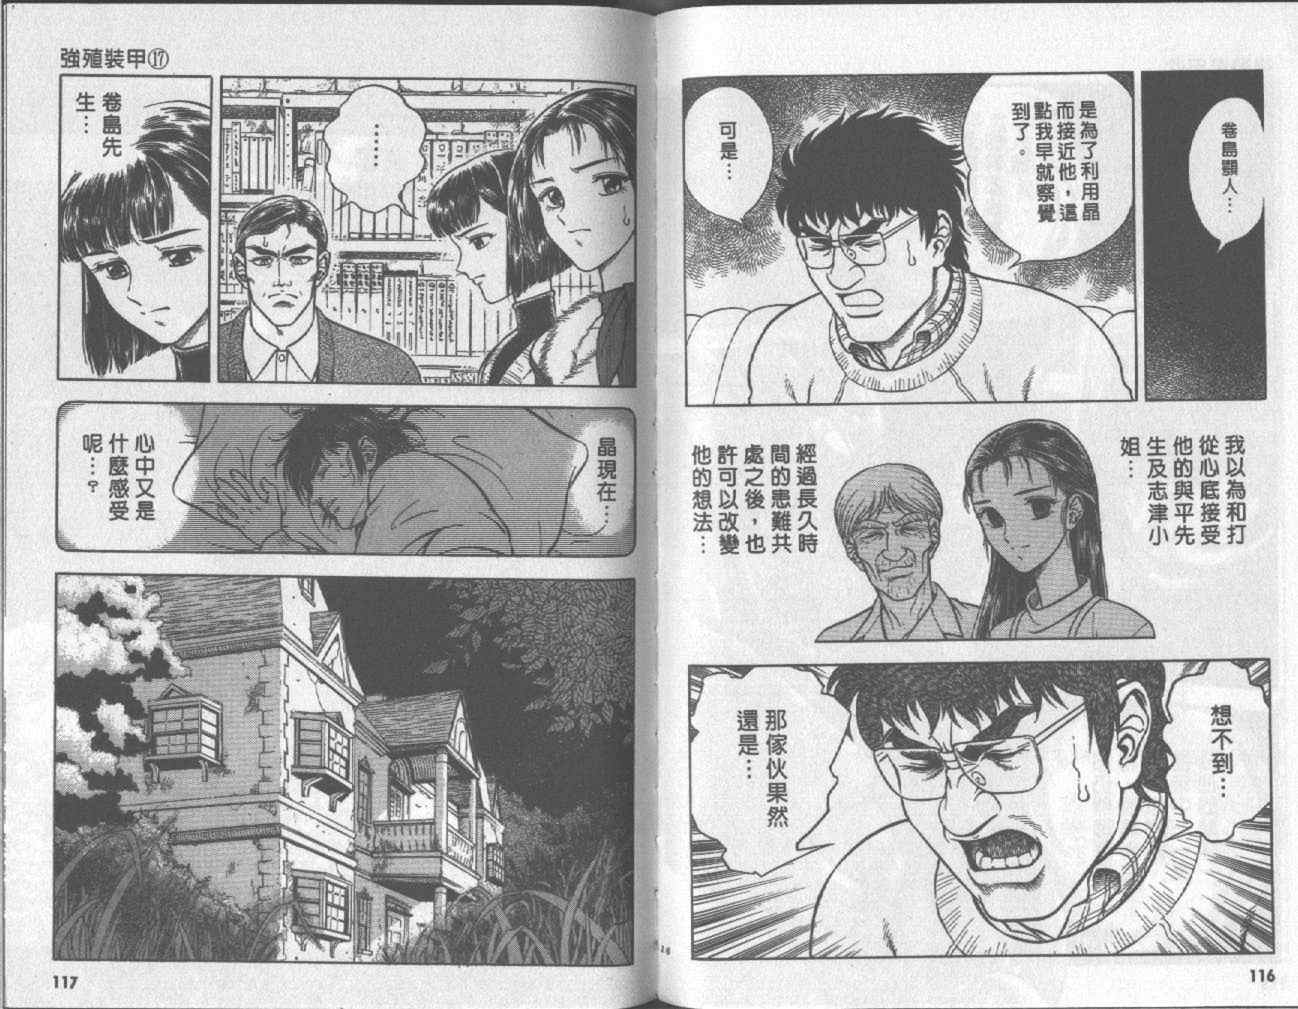 卷島顎人…
是為了利用晶
而接近他，這
點我早就察覺
到了。
可是…
我以為和打
從心底接受
他的與平先
生及志津小
姐…
經過長久時
間的患難共
處之後，也
許可以改變
他的想法…
想不到…
那傢伙果然
還是…
116
強殖裝甲⑰
……
卷島先
生…
晶現在…
心中又是
什麼感受
呢…？
117